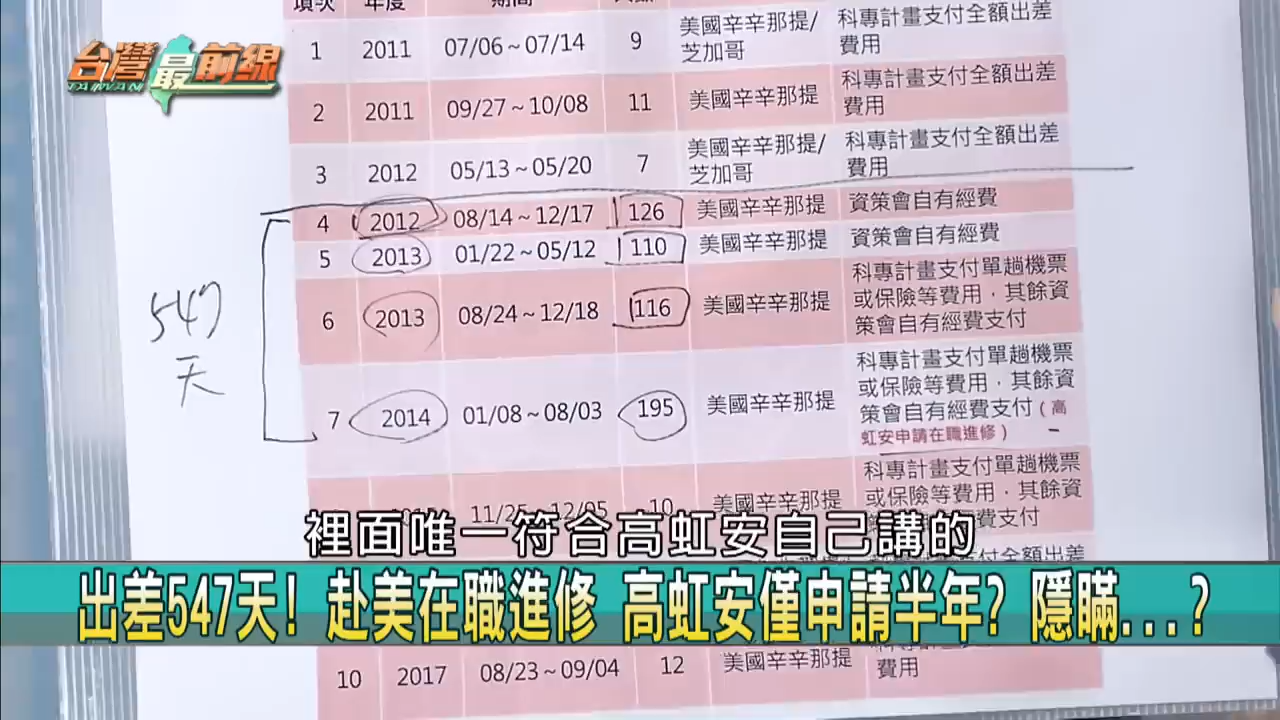 項次 年度 期間
台灣最前線
TAIWAN
1 2011 07/06～07/14 9 美國辛辛那提/芝加哥 科專計畫支付全額出差費用
2 2011 09/27～10/08 11 美國辛辛那提 科專計畫支付全額出差費用
3 2012 05/13～05/20 7 美國辛辛那提/芝加哥 科專計畫支付全額出差費用
4 2012 08/14～12/17 126 美國辛辛那提 資策會自有經費
5 2013 01/22～05/12 110 美國辛辛那提 資策會自有經費
6 2013 08/24～12/18 116 美國辛辛那提 科專計畫支付單趟機票或保險等費用，其餘資策會自有經費支付
547
天
7 2014 01/08～08/03 195 美國辛辛那提 科專計畫支付單趟機票或保險等費用，其餘資策會自有經費支付（高虹安申請在職進修）
11/25～12/05 10 美國辛辛那提 科專計畫支付單趟機票或保險等費用，其餘資策會自有經費支付
裡面唯一符合高虹安自己講的
出差547天! 赴美在職進修 高虹安僅申請半年? 隱瞞...?
10 2017 08/23～09/04 12 美國辛辛那提 費用